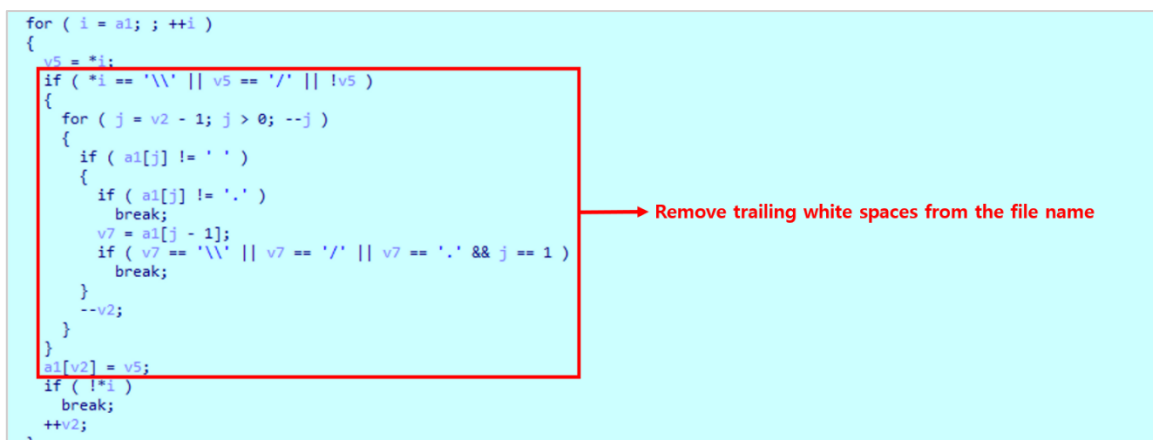 for ( i = a1; ; ++i )
{
v5 = *i;
if ( *i == '\\' || v5 == '/' || !v5 )
{
for ( j = v2 - 1; j > 0; --j )
{
if ( a1[j] != ' ' )
{
if ( a1[j] != '.' )
break;
v7 = a1[j - 1];
if ( v7 == '\\' || v7 == '/' || v7 == '.' && j == 1 )
break;
}
--v2;
}
}
a1[v2] = v5;
if ( !*i )
break;
++v2;
Remove trailing white spaces from the file name